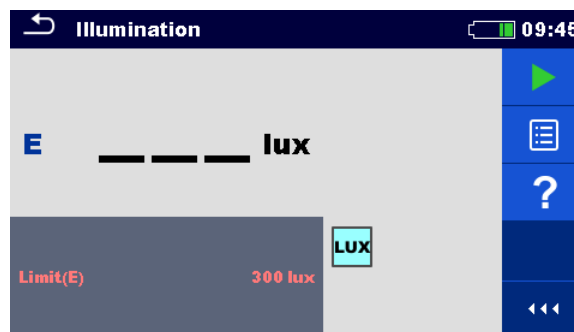 Illumination 09:45
E _ _ _ lux
?
LUX
Limit(E) 300 lux